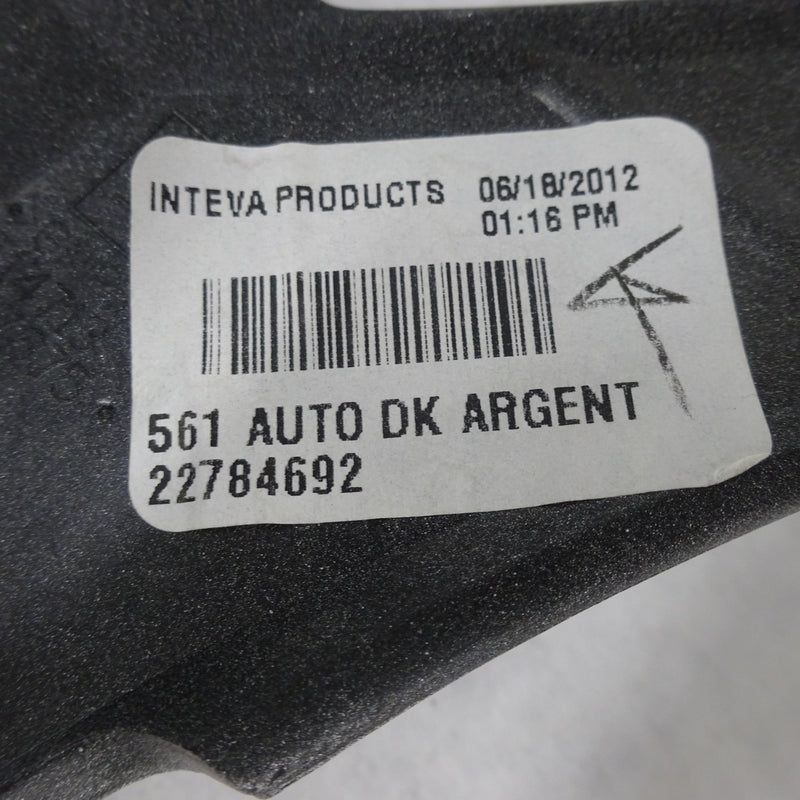 INTEVA PRODUCTS 06/18/2012
01:16 PM
561 AUTO DK ARGENT
22784692